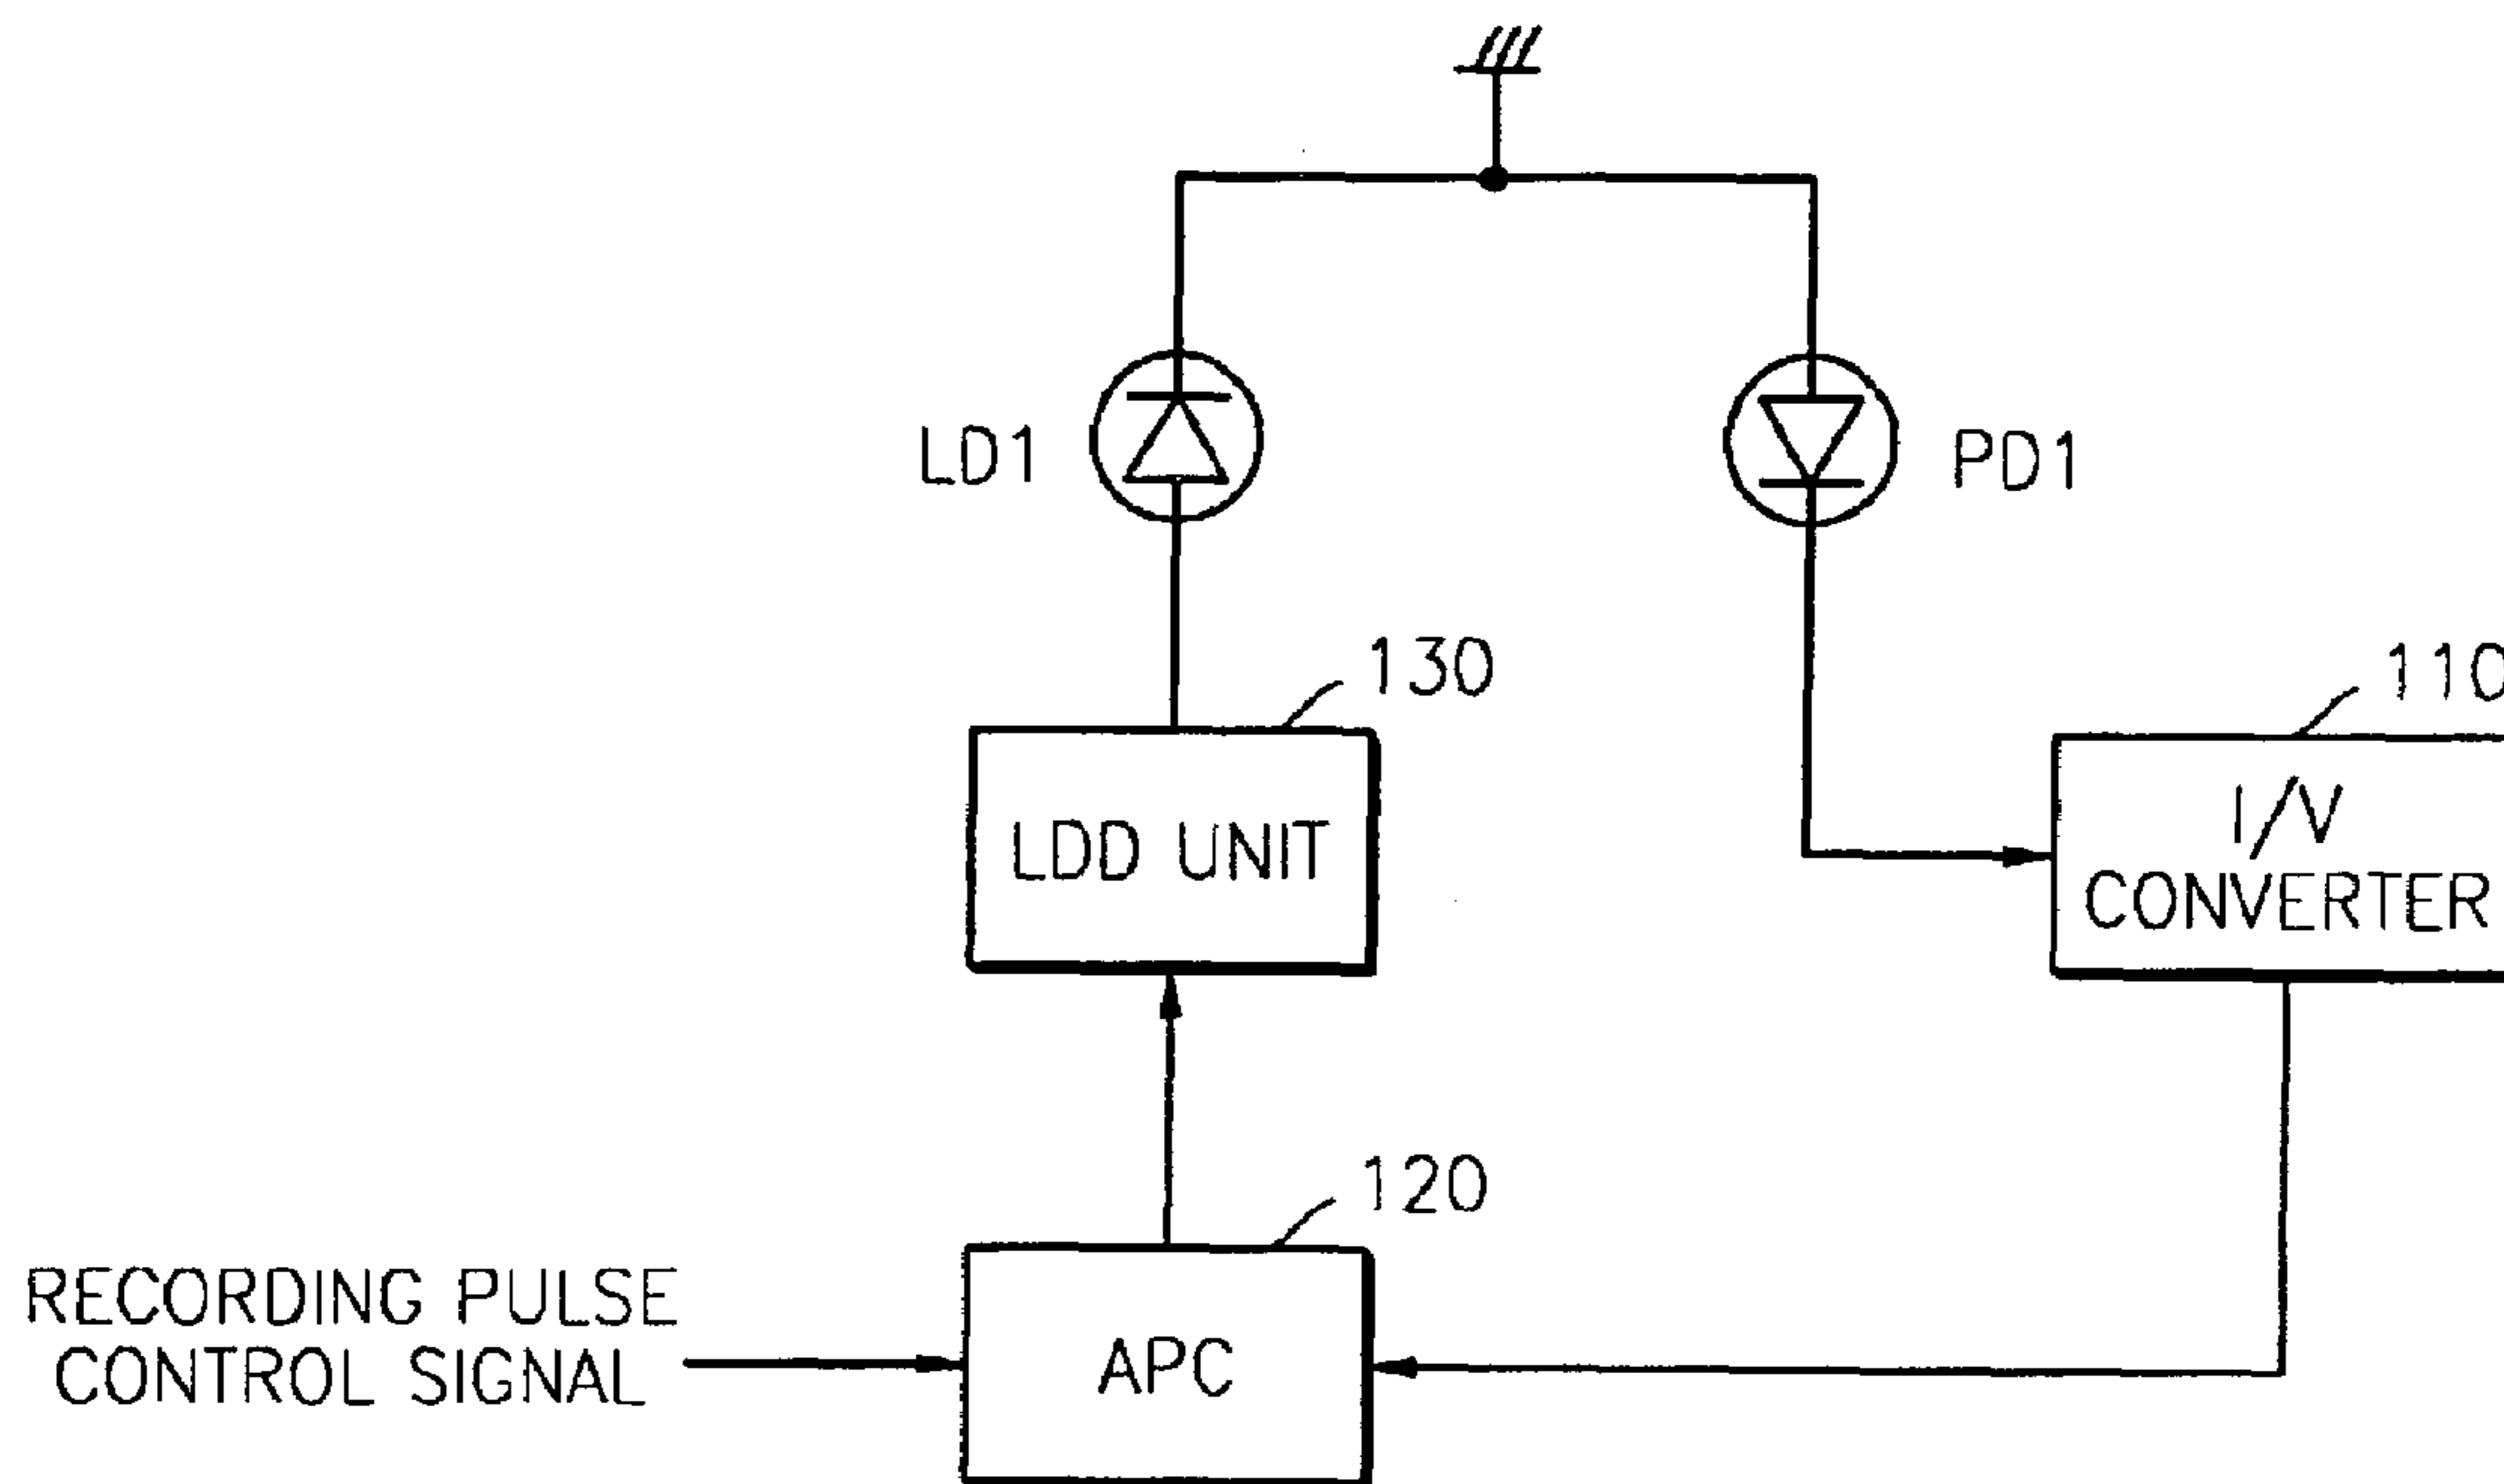 LD1
PD1
130
110
LDD UNIT
I/V
CONVERTER
120
RECORDING PULSE
CONTROL SIGNAL
APC